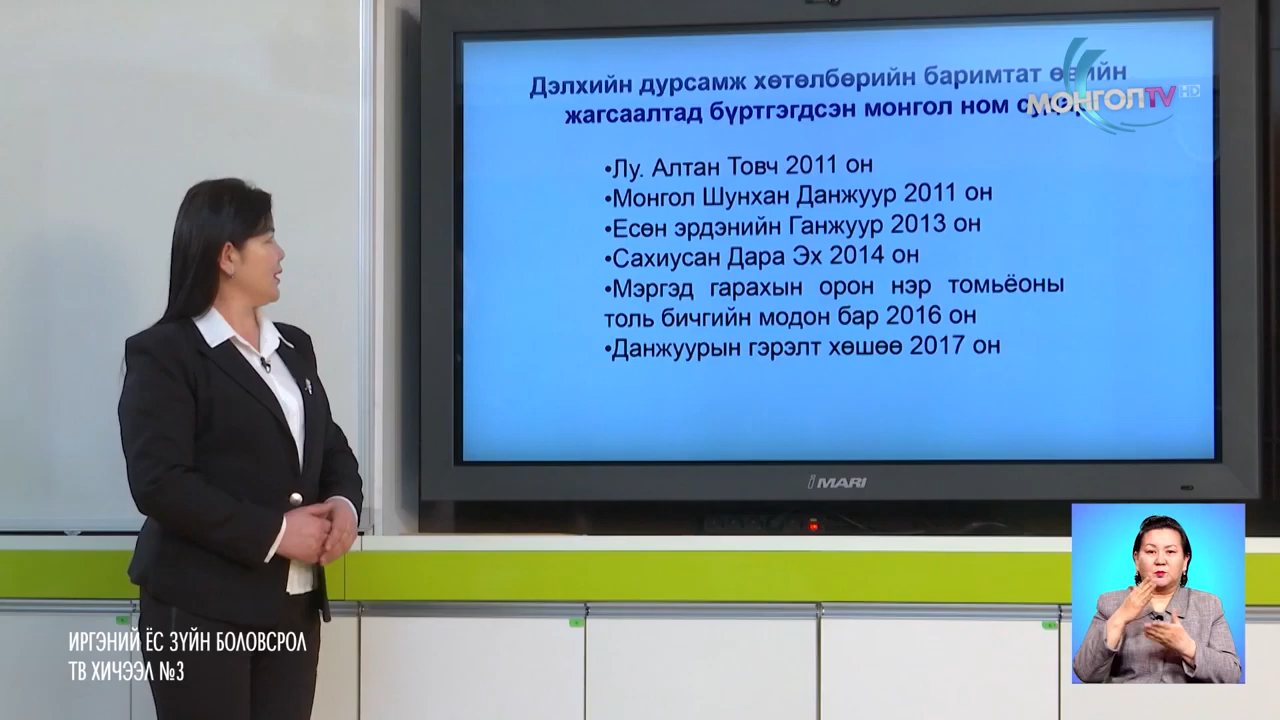 Дэлхийн дурсамж хөтөлбөрийн баримтат өвийн
жагсаалтад бүртгэгдсэн монгол ном
МОНГОЛTV HD
•Лу. Алтан Товч 2011 он
•Монгол Шунхан Данжуур 2011 он
•Есөн эрдэнийн Ганжуур 2013 он
•Сахиусан Дара Эх 2014 он
•Мэргэд гарахын орон нэр томьёоны
толь бичгийн модон бар 2016 он
•Данжуурын гэрэлт хөшөө 2017 он
iMARI
ИРГЭНИЙ ЁС ЗҮЙН БОЛОВСРОЛ
ТВ ХИЧЭЭЛ №3